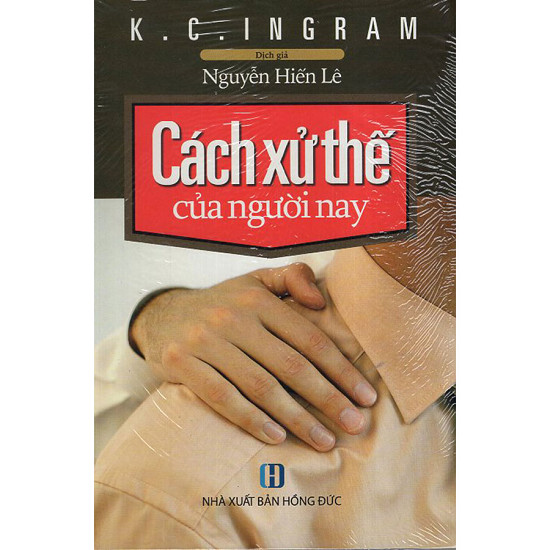 K. C. INGRAM
Dịch giả
Nguyễn Hiến Lê
Cách xử thế
của người nay
H
NHÀ XUẤT BẢN HỒNG ĐỨC